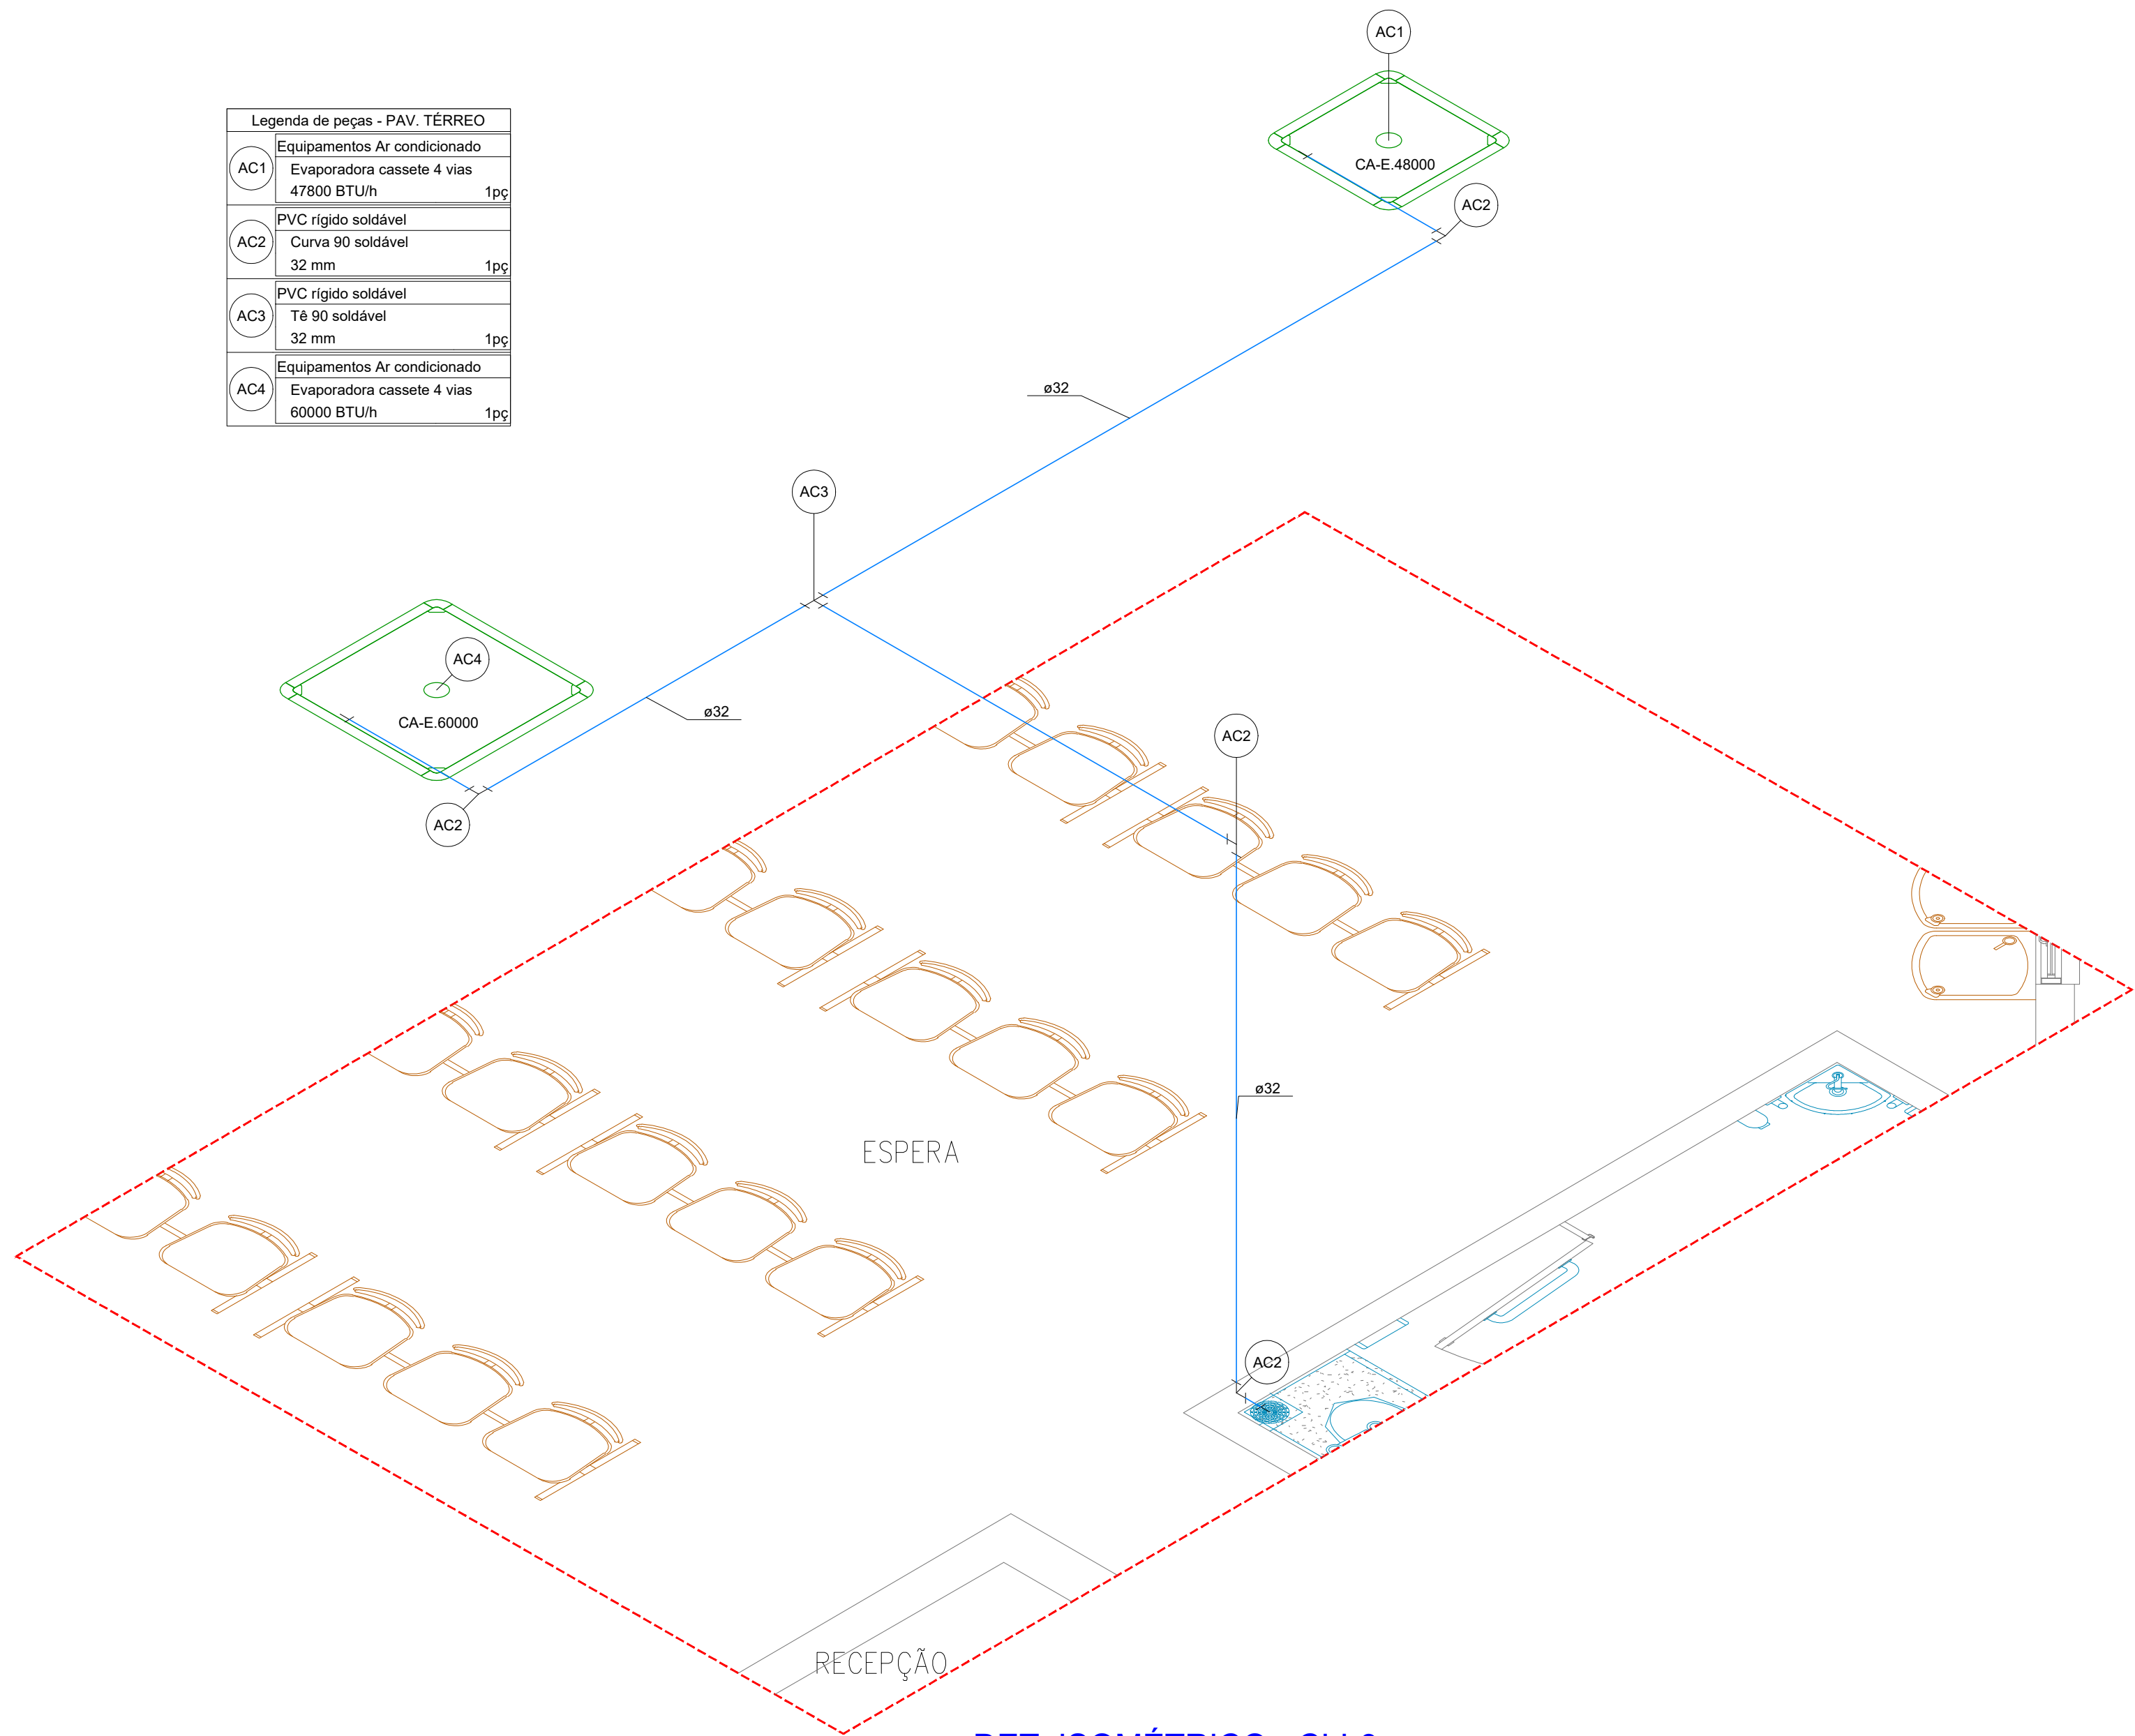 AC1
CA-E.48000
AC2
Legenda de peças - PAV. TÉRREO
AC1
Equipamentos Ar condicionado
Evaporadora cassete 4 vias
47800 BTU/h 1pç
AC2
PVC rígido soldável
Curva 90 soldável
32 mm 1pç
AC3
PVC rígido soldável
Tê 90 soldável
32 mm 1pç
AC4
Equipamentos Ar condicionado
Evaporadora cassete 4 vias
60000 BTU/h 1pç
ø32
AC3
AC4
CA-E.60000
ø32
AC2
AC2
ø32
ESPERA
AC2
RECEPÇÃO